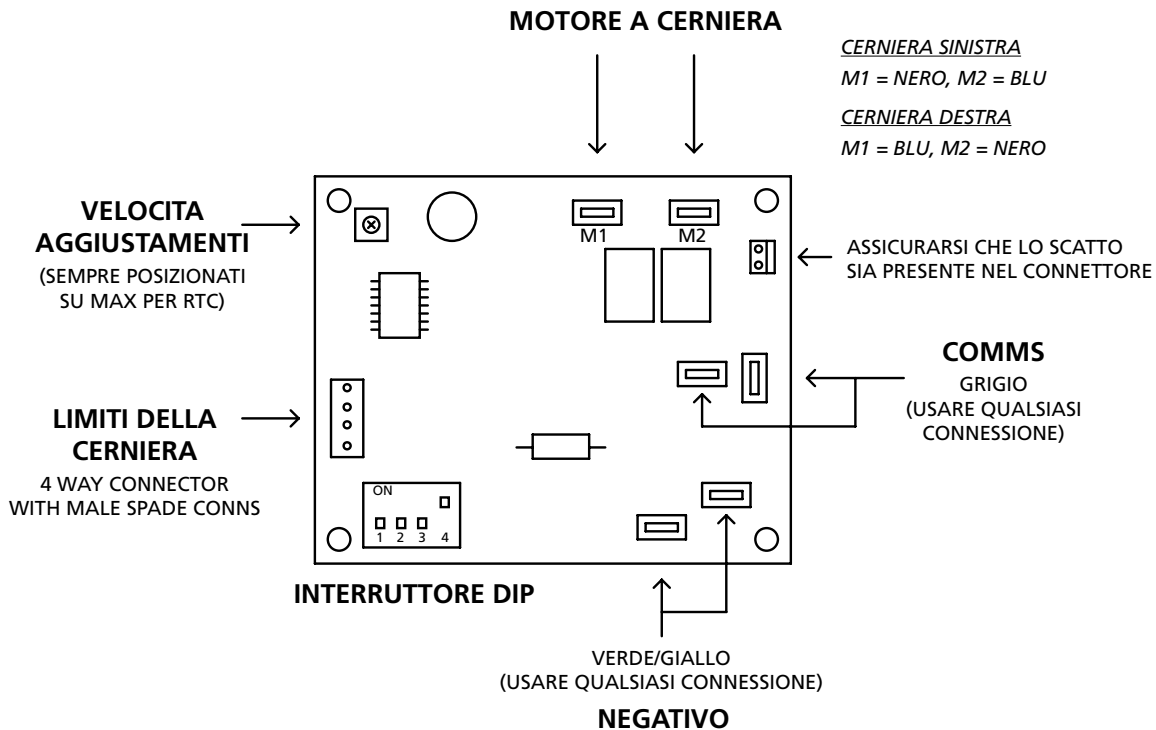 MOTORE A CERNIERA
CERNIERA SINISTRA
M1 = NERO, M2 = BLU
CERNIERA DESTRA
M1 = BLU, M2 = NERO
VELOCITA
AGGIUSTAMENTI
(SEMPRE POSIZIONATI
SU MAX PER RTC)
M1
M2
ASSICURARSI CHE LO SCATTO
SIA PRESENTE NEL CONNETTORE
COMMS
GRIGIO
(USARE QUALSIASI
CONNESSIONE)
LIMITI DELLA
CERNIERA
4 WAY CONNECTOR
WITH MALE SPADE CONNS
ON
1 2 3 4
INTERRUTTORE DIP
VERDE/GIALLO
(USARE QUALSIASI CONNESSIONE)
NEGATIVO